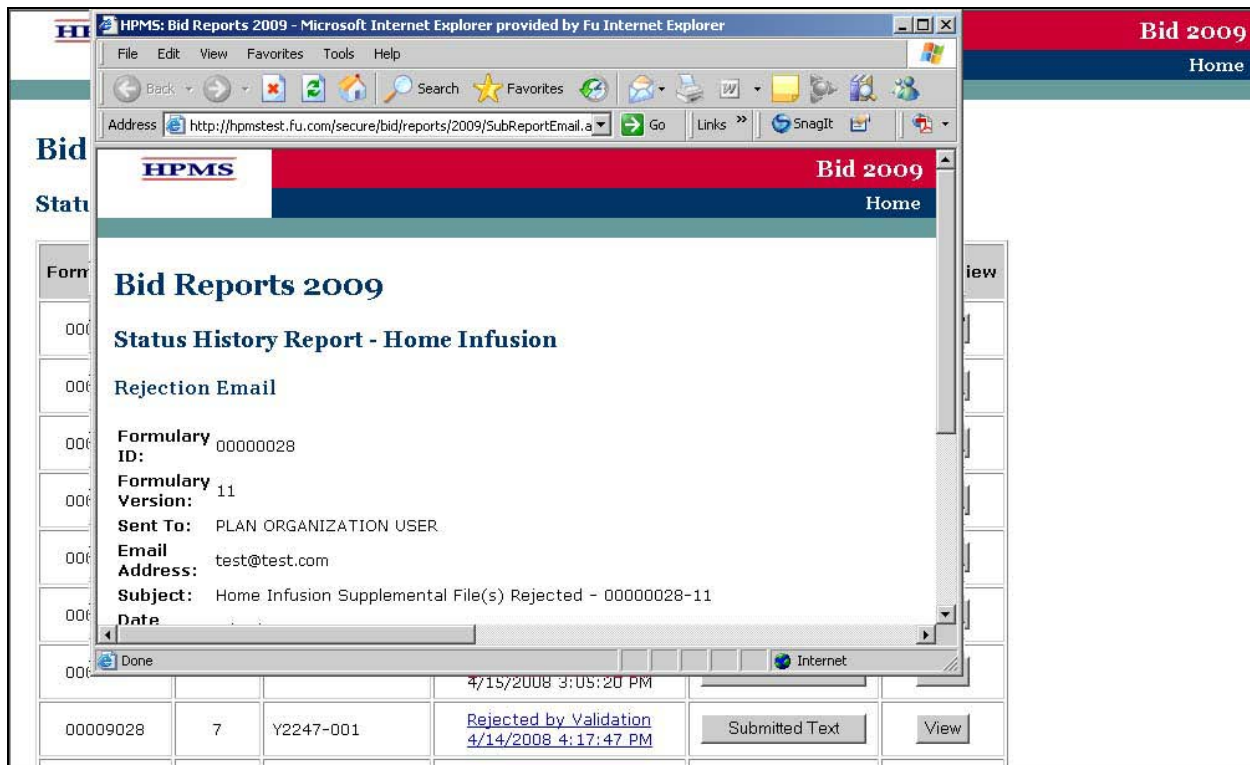 HPMS: Bid Reports 2009 - Microsoft Internet Explorer provided by Fu Internet Explorer
File Edit View Favorites Tools Help
Back Search Favorites
Address http://hpmstest.fu.com/secure/bid/reports/2009/SubReportEmail.a Go Links » SnagIt
HPMS Bid 2009
Home
Bid Reports 2009
Status History Report - Home Infusion
Rejection Email
Formulary ID: 00000028
Formulary Version: 11
Sent To: PLAN ORGANIZATION USER
Email Address: test@test.com
Subject: Home Infusion Supplemental File(s) Rejected - 00000028-11
Date
Done Internet
Bid 2009
Home
Bid
4/15/2008 3:05:20 PM
00009028 7 Y2247-001 Rejected by Validation 4/14/2008 4:17:47 PM Submitted Text View